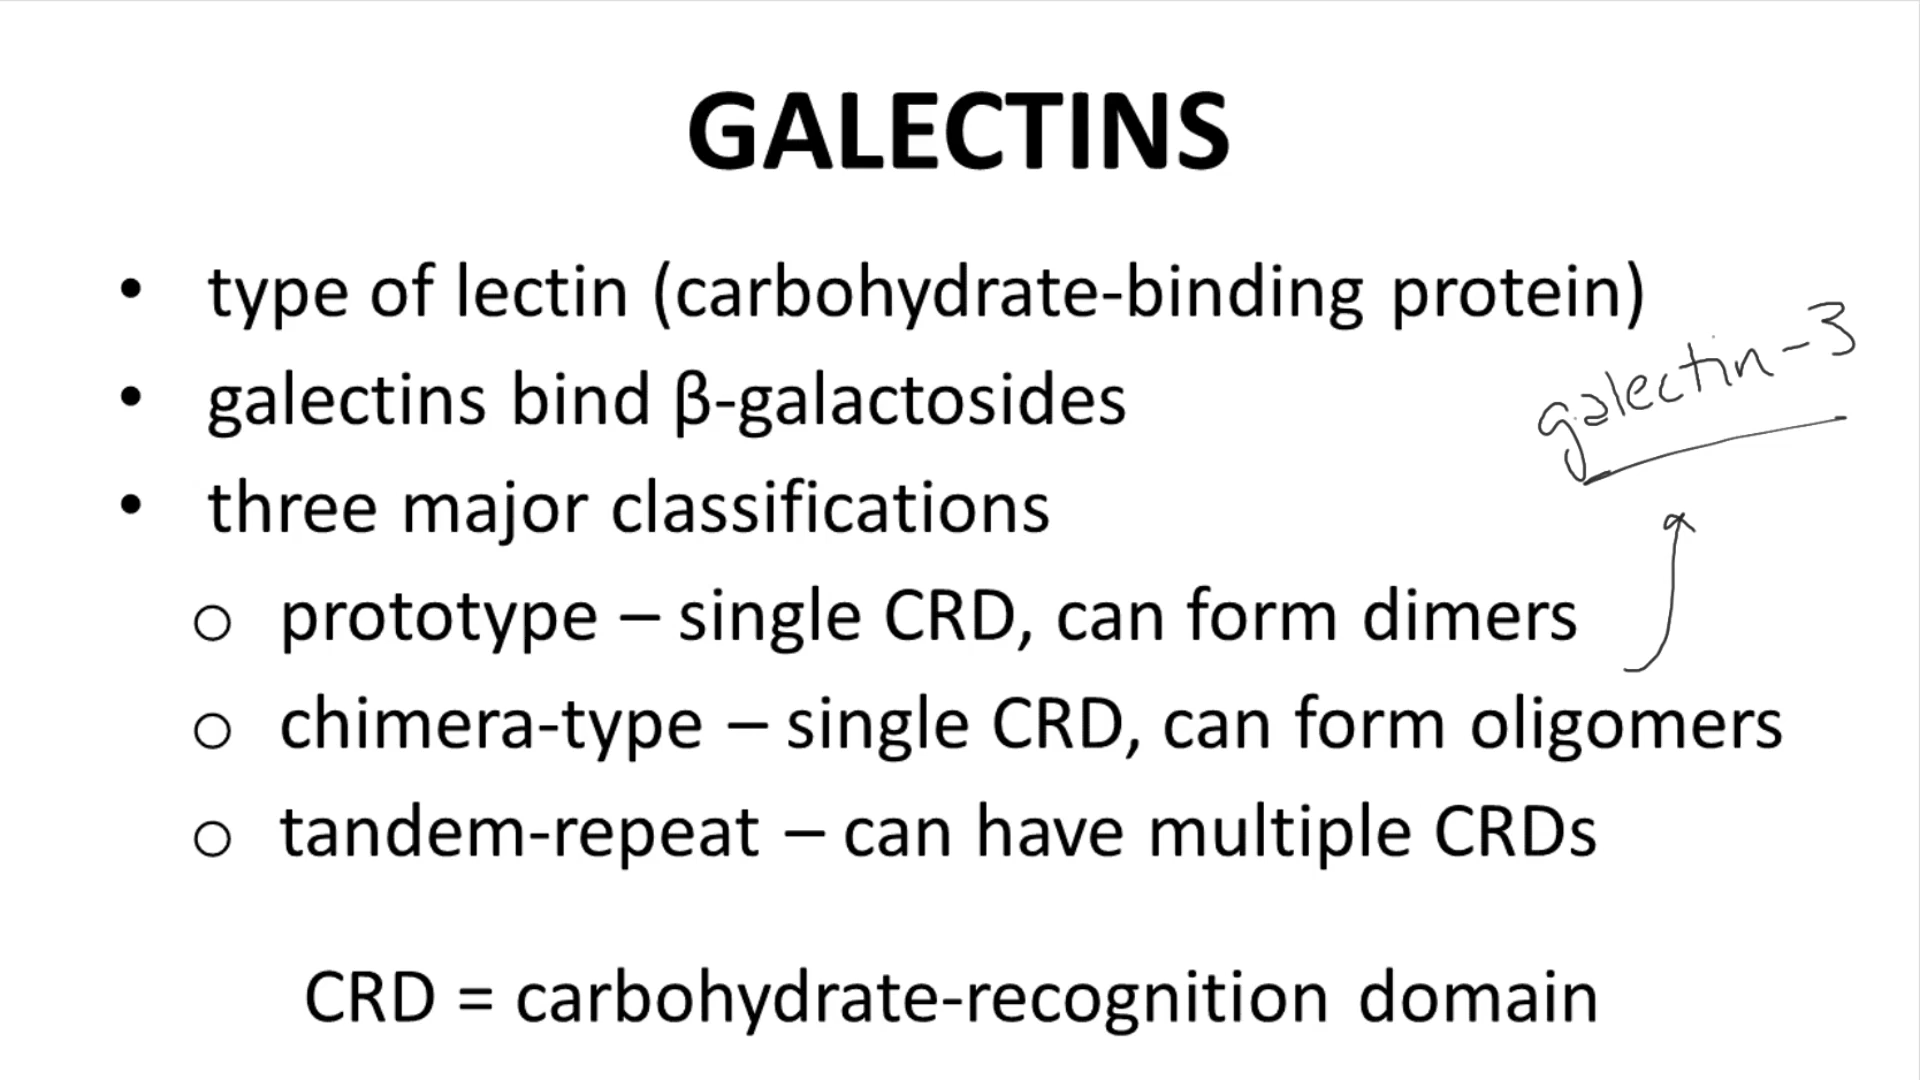 GALECTINS
• type of lectin (carbohydrate-binding protein)
• galectins bind β-galactosides
galectin-3
• three major classifications
o prototype – single CRD, can form dimers
o chimera-type – single CRD, can form oligomers
o tandem-repeat – can have multiple CRDs
CRD = carbohydrate-recognition domain